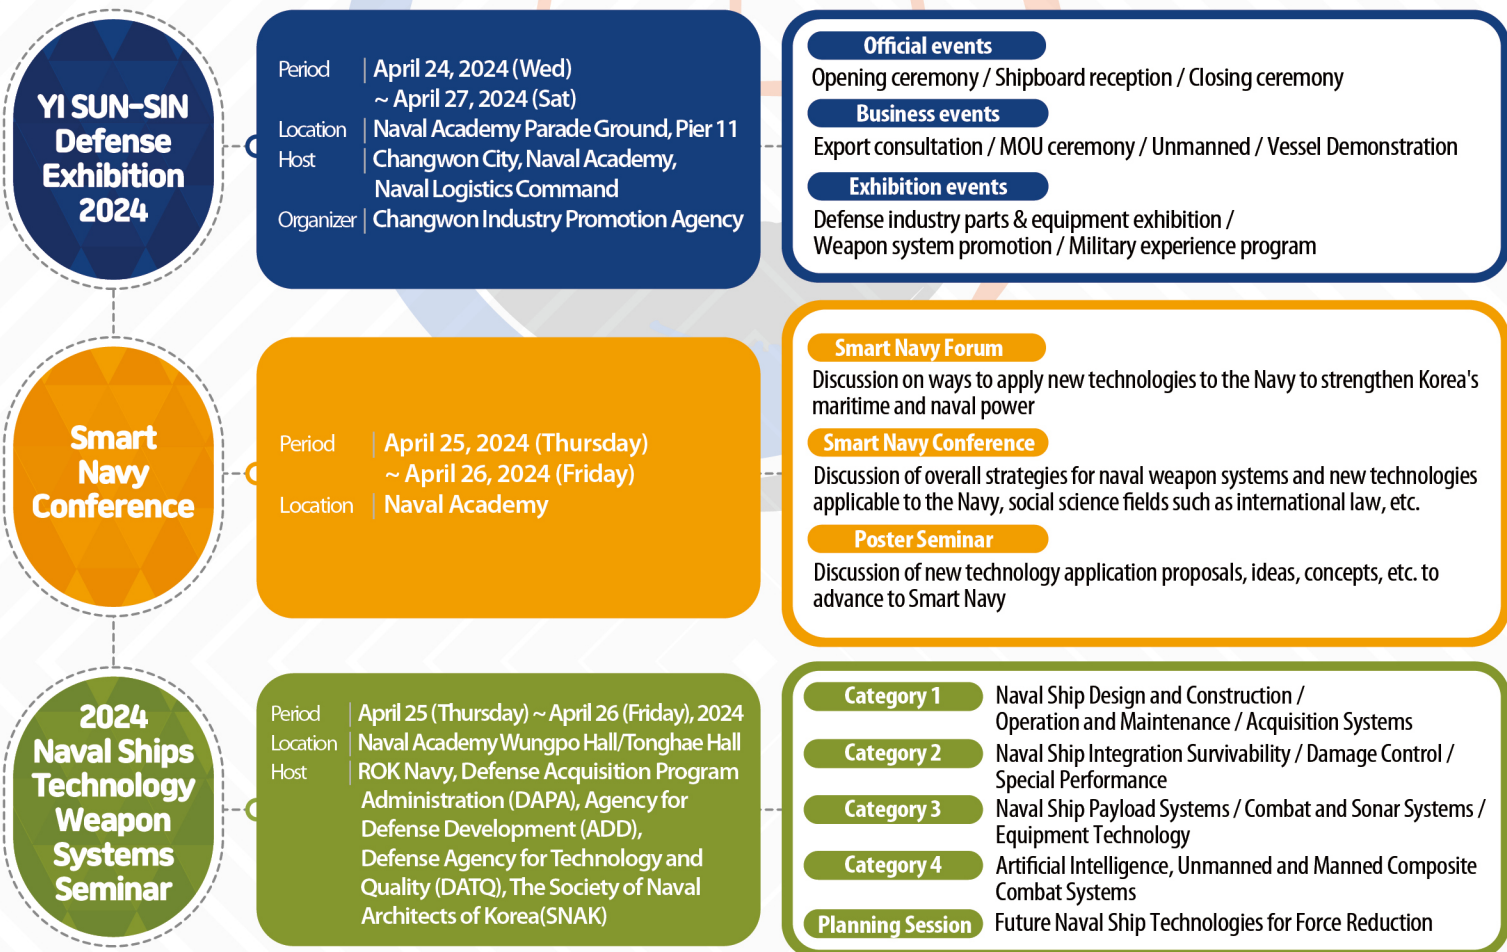 YI SUN-SIN
Defense
Exhibition
2024
Period | April 24, 2024 (Wed)
~ April 27, 2024 (Sat)
Location | Naval Academy Parade Ground, Pier 11
Host | Changwon City, Naval Academy,
Naval Logistics Command
Organizer | Changwon Industry Promotion Agency
Official events
Opening ceremony / Shipboard reception / Closing ceremony
Business events
Export consultation / MOU ceremony / Unmanned / Vessel Demonstration
Exhibition events
Defense industry parts & equipment exhibition /
Weapon system promotion / Military experience program
Smart
Navy
Conference
Period | April 25, 2024 (Thursday)
~ April 26, 2024 (Friday)
Location | Naval Academy
Smart Navy Forum
Discussion on ways to apply new technologies to the Navy to strengthen Korea's
maritime and naval power
Smart Navy Conference
Discussion of overall strategies for naval weapon systems and new technologies
applicable to the Navy, social science fields such as international law, etc.
Poster Seminar
Discussion of new technology application proposals, ideas, concepts, etc. to
advance to Smart Navy
2024
Naval Ships
Technology
Weapon
Systems
Seminar
Period | April 25 (Thursday) ~ April 26 (Friday), 2024
Location | Naval Academy Wungpo Hall/Tonghae Hall
Host | ROK Navy, Defense Acquisition Program
Administration (DAPA), Agency for
Defense Development (ADD),
Defense Agency for Technology and
Quality (DATQ), The Society of Naval
Architects of Korea(SNAK)
Category 1 Naval Ship Design and Construction /
Operation and Maintenance / Acquisition Systems
Category 2 Naval Ship Integration Survivability / Damage Control /
Special Performance
Category 3 Naval Ship Payload Systems / Combat and Sonar Systems /
Equipment Technology
Category 4 Artificial Intelligence, Unmanned and Manned Composite
Combat Systems
Planning Session Future Naval Ship Technologies for Force Reduction